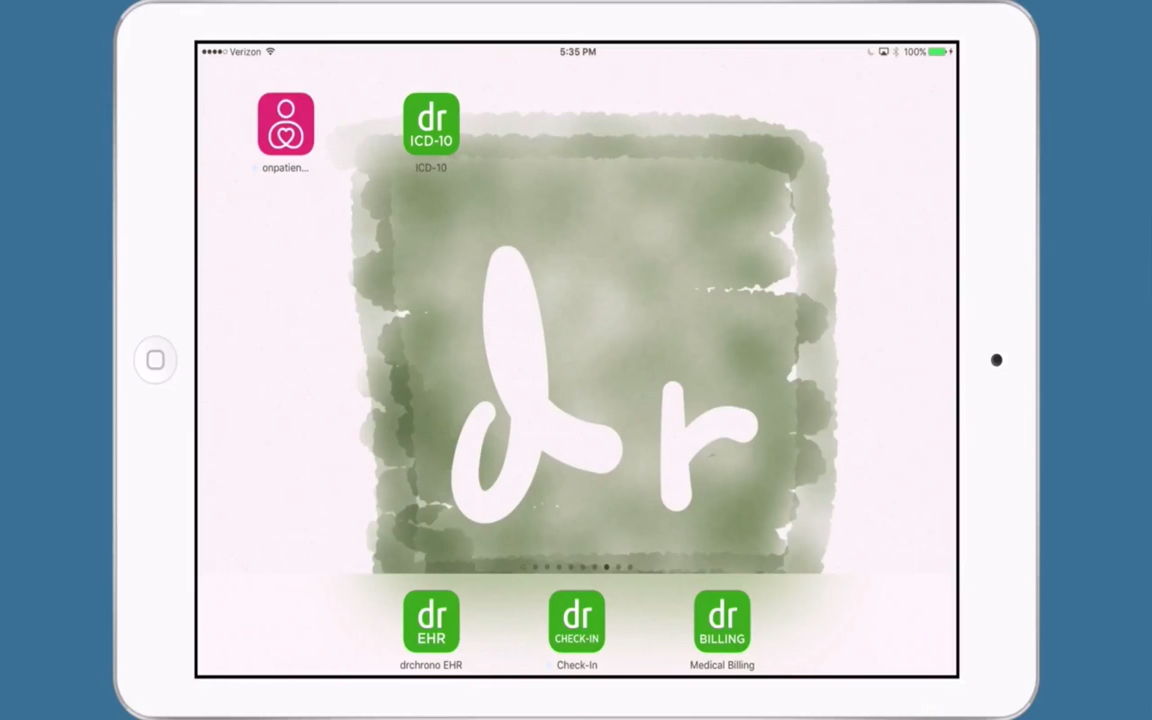 ●●●●○ Verizon
5:35 PM
100%
dr
ICD-10
onpatien...
ICD-10
dr
dr
EHR
dr
CHECK-IN
dr
BILLING
drchrono EHR
Check-In
Medical Billing